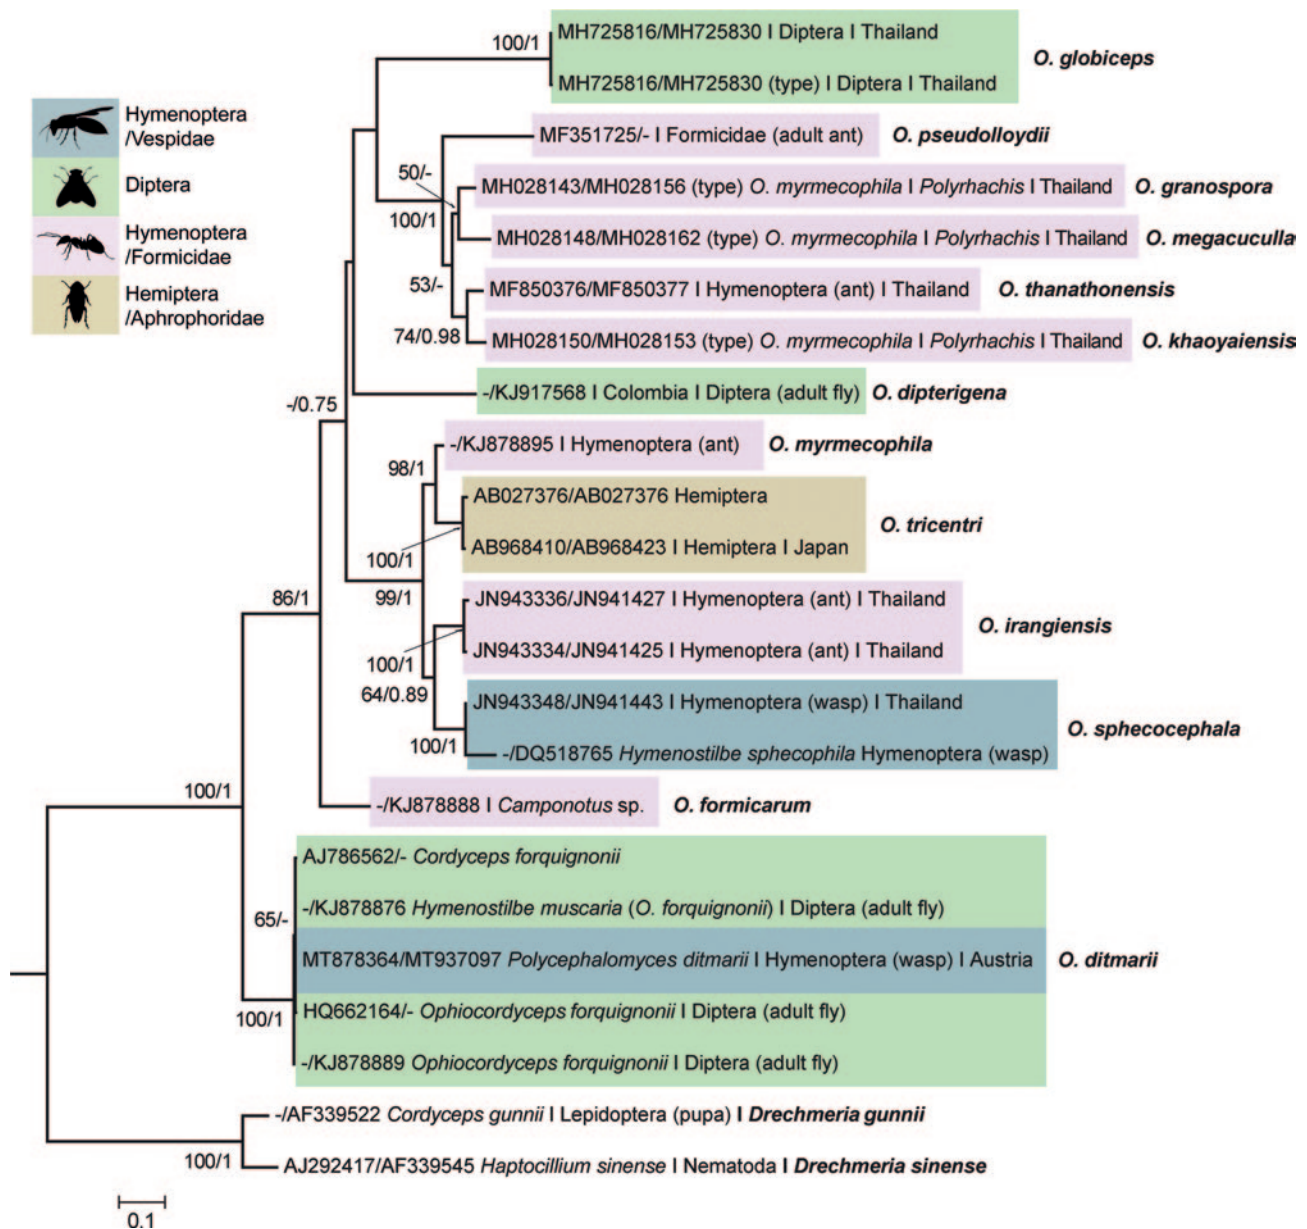 100/1
MH725816/MH725830 I Diptera I Thailand
MH725816/MH725830 (type) I Diptera I Thailand
O. globiceps
Hymenoptera
/Vespidae
Diptera
Hymenoptera
/Formicidae
Hemiptera
/Aphrophoridae
MF351725/- I Formicidae (adult ant)
O. pseudolloydii
50/-
MH028143/MH028156 (type) O. myrmecophila I Polyrhachis I Thailand
O. granospora
100/1
MH028148/MH028162 (type) O. myrmecophila I Polyrhachis I Thailand
O. megacuculla
53/-
MF850376/MF850377 I Hymenoptera (ant) I Thailand
O. thanathonensis
74/0.98
MH028150/MH028153 (type) O. myrmecophila I Polyrhachis I Thailand
O. khaoyaiensis
-/0.75
-/KJ917568 I Colombia I Diptera (adult fly)
O. dipterigena
-/KJ878895 I Hymenoptera (ant)
O. myrmecophila
98/1
AB027376/AB027376 Hemiptera
AB968410/AB968423 I Hemiptera I Japan
O. tricentri
100/1
99/1
86/1
JN943336/JN941427 I Hymenoptera (ant) I Thailand
JN943334/JN941425 I Hymenoptera (ant) I Thailand
O. irangiensis
100/1
64/0.89
JN943348/JN941443 I Hymenoptera (wasp) I Thailand
-/DQ518765 Hymenostilbe sphecophila Hymenoptera (wasp)
O. sphecocephala
100/1
100/1
-/KJ878888 I Camponotus sp.
O. formicarum
AJ786562/- Cordyceps forquignonii
-/KJ878876 Hymenostilbe muscaria (O. forquignonii) I Diptera (adult fly)
65/-
MT878364/MT937097 Polycephalomyces ditmarii I Hymenoptera (wasp) I Austria
O. ditmarii
HQ662164/- Ophiocordyceps forquignonii I Diptera (adult fly)
100/1
-/KJ878889 Ophiocordyceps forquignonii I Diptera (adult fly)
-/AF339522 Cordyceps gunnii I Lepidoptera (pupa) I Drechmeria gunnii
100/1
AJ292417/AF339545 Haptocillium sinense I Nematoda I Drechmeria sinense
0.1